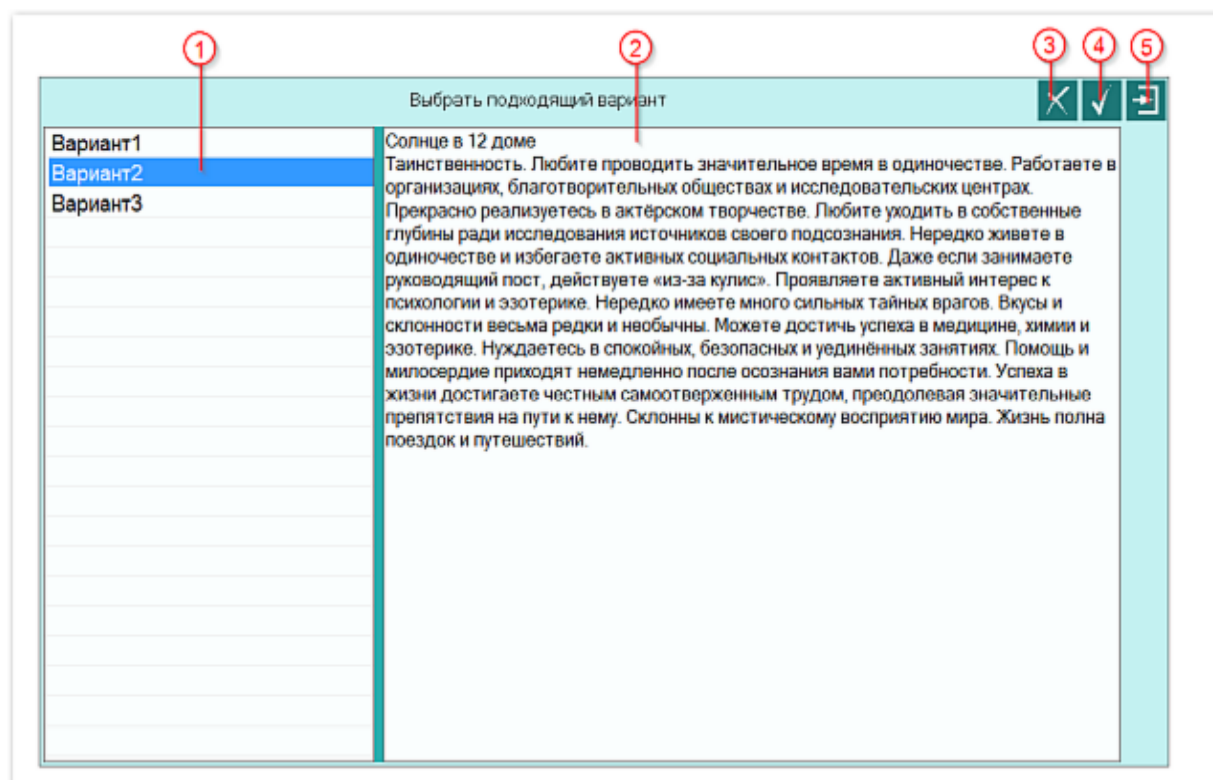 1 2 3 4 5
Выбрать подходящий вариант
Вариант1
Вариант2
Вариант3
Солнце в 12 доме
Таинственность. Любите проводить значительное время в одиночестве. Работаете в
организациях, благотворительных обществах и исследовательских центрах.
Прекрасно реализуетесь в актёрском творчестве. Любите уходить в собственные
глубины ради исследования источников своего подсознания. Нередко живете в
одиночестве и избегаете активных социальных контактов. Даже если занимаете
руководящий пост, действуете «из-за кулис». Проявляете активный интерес к
психологии и эзотерике. Нередко имеете много сильных тайных врагов. Вкусы и
склонности весьма редки и необычны. Можете достичь успеха в медицине, химии и
эзотерике. Нуждаетесь в спокойных, безопасных и уединённых занятиях. Помощь и
милосердие приходят немедленно после осознания вами потребности. Успеха в
жизни достигаете честным самоотверженным трудом, преодолевая значительные
препятствия на пути к нему. Склонны к мистическому восприятию мира. Жизнь полна
поездок и путешествий.